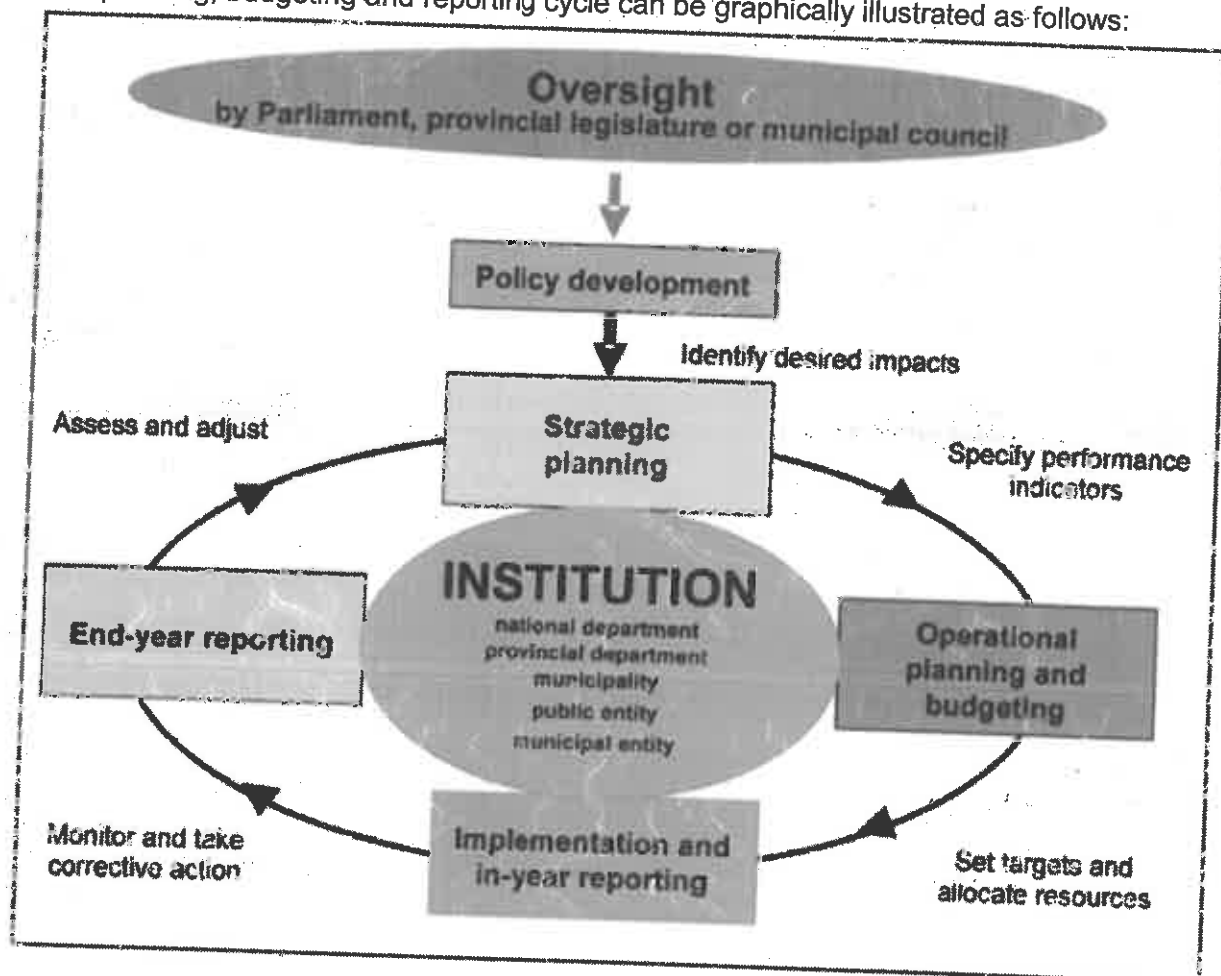 budgeting and reporting cycle can be graphically illustrated as follows:
Oversight
by Parliament, provincial legislature or municipal council
Policy development
Identify desired impacts
Strategic
planning
Assess and adjust
Specify performance
indicators
INSTITUTION
national department
provincial department
municipality
public entity
municipal entity
End-year reporting
Operational
planning and
budgeting
Implementation and
in-year reporting
Monitor and take
corrective action
Set targets and
allocate resources